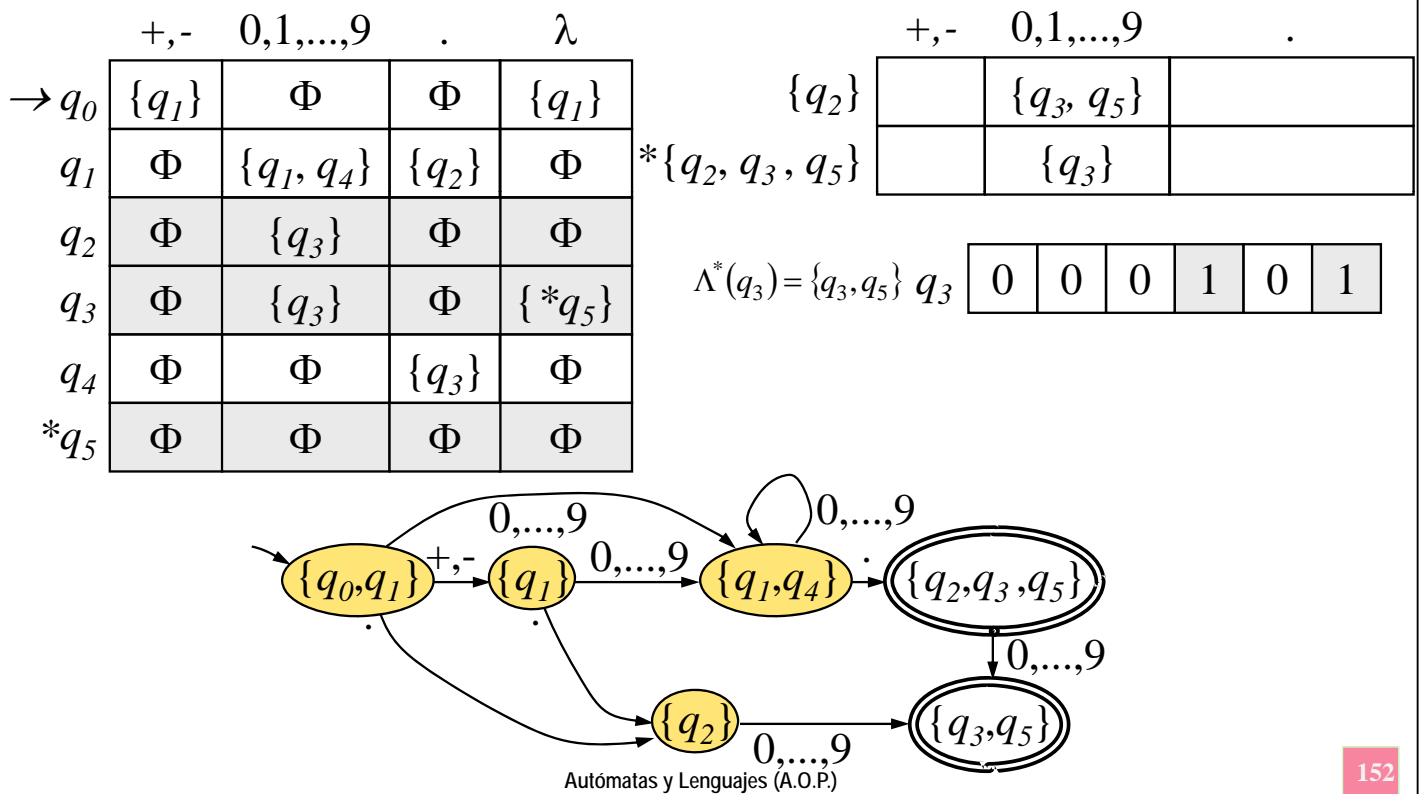 +,- 0,1,...,9 . λ
→ q₀ {q₁} Φ Φ {q₁}
q₁ Φ {q₁, q₄} {q₂} Φ
q₂ Φ {q₃} Φ Φ
q₃ Φ {q₃} Φ {*q₅}
q₄ Φ Φ {q₃} Φ
*q₅ Φ Φ Φ Φ
+,- 0,1,...,9 .
{q₂} {q₃, q₅}
*{q₂, q₃ , q₅} {q₃}
Λ*(q₃) = {q₃, q₅} q₃ 0 0 0 1 0 1
0,...,9 0,...,9
{q₀,q₁} +,- {q₁} 0,...,9 {q₁,q₄} . {q₂,q₃ ,q₅}
. . 0,...,9
{q₂} 0,...,9 {q₃,q₅}
Autómatas y Lenguajes (A.O.P.)
152